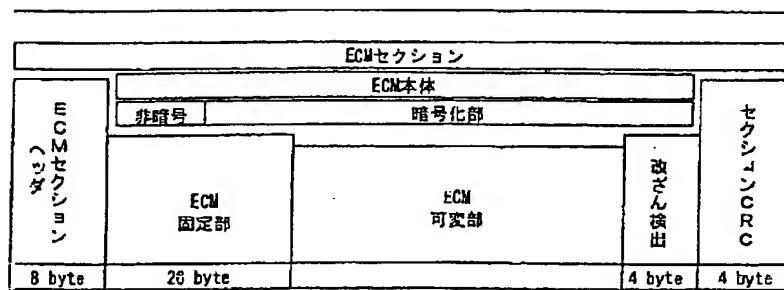 ECMセクション
ECM本体
非暗号 暗号化部
ECMセクションヘッダ
ECM
固定部
ECM
可変部
改ざん検出
セクションCRC
8 byte 26 byte 4 byte 4 byte